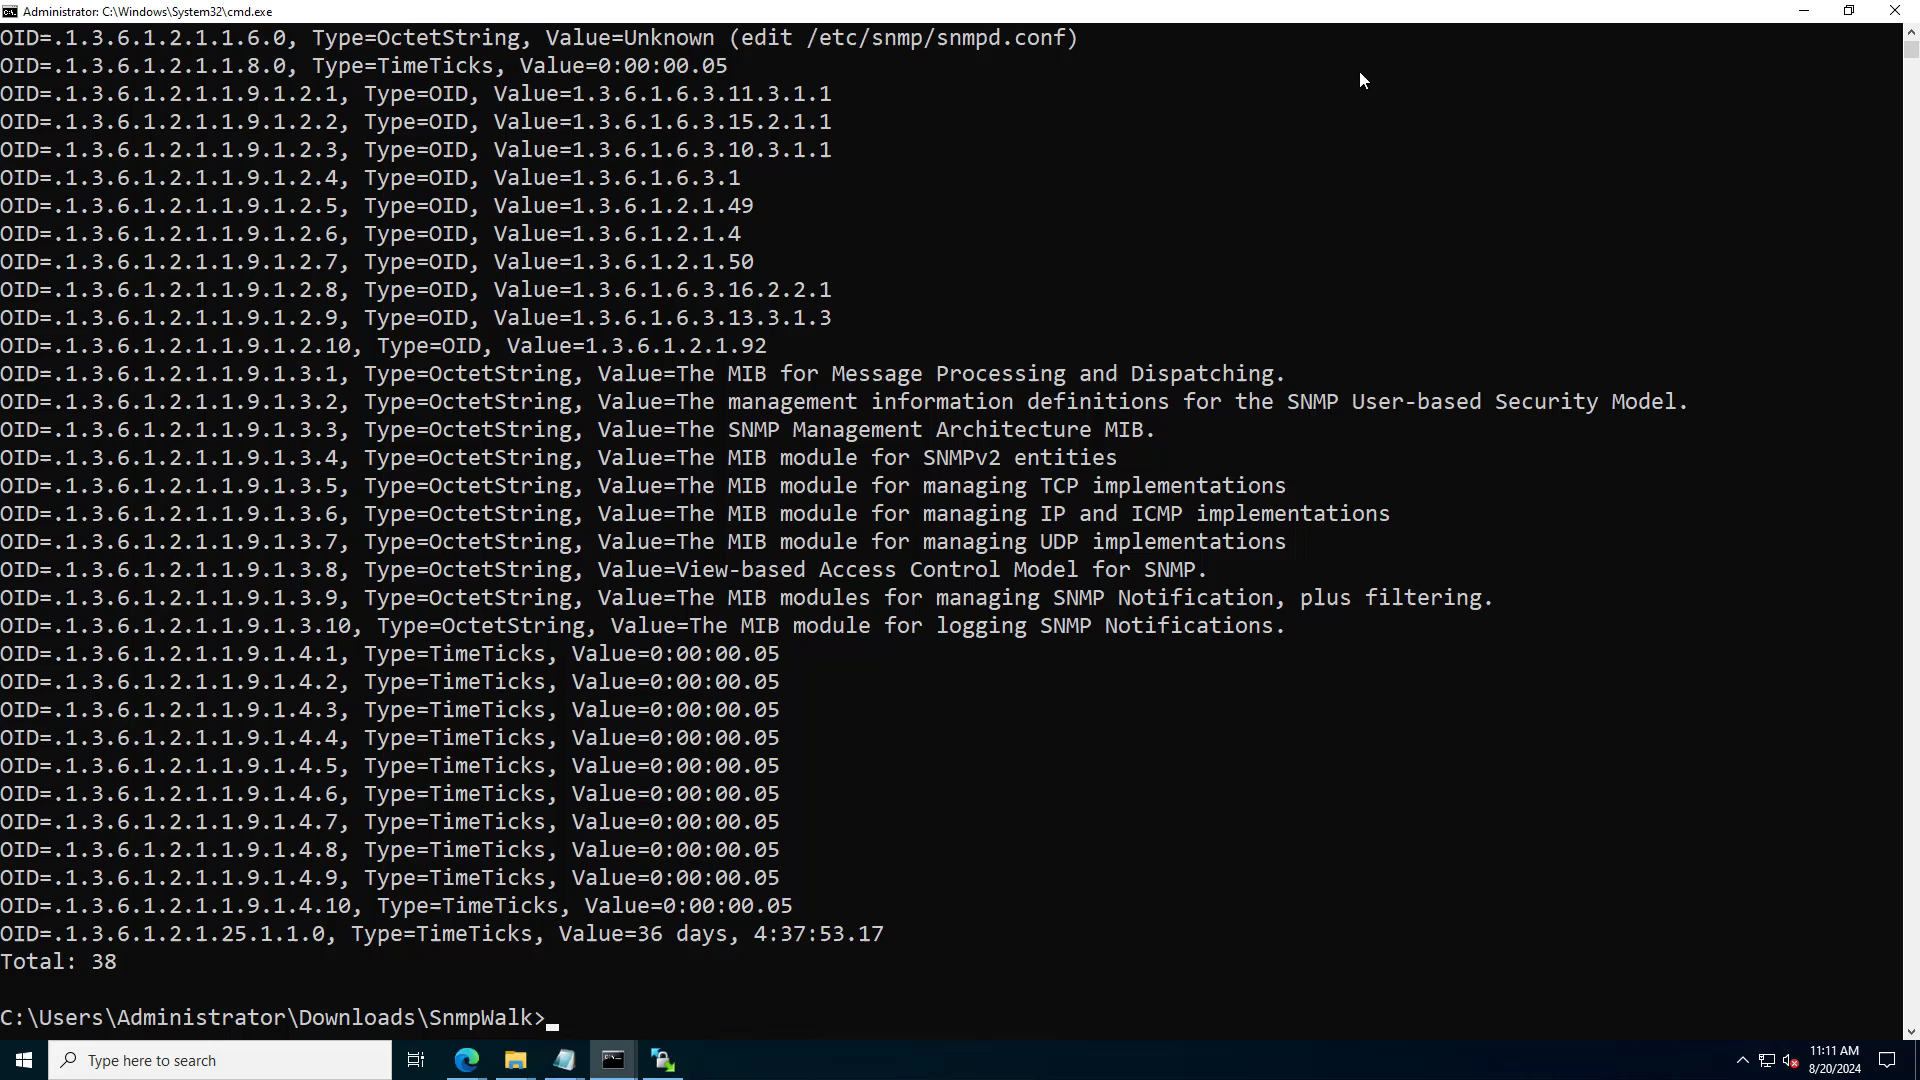 Administrator: C:\Windows\System32\cmd.exe
OID=.1.3.6.1.2.1.1.6.0, Type=OctetString, Value=Unknown (edit /etc/snmp/snmpd.conf)
OID=.1.3.6.1.2.1.1.8.0, Type=TimeTicks, Value=0:00:00.05
OID=.1.3.6.1.2.1.1.9.1.2.1, Type=OID, Value=1.3.6.1.6.3.11.3.1.1
OID=.1.3.6.1.2.1.1.9.1.2.2, Type=OID, Value=1.3.6.1.6.3.15.2.1.1
OID=.1.3.6.1.2.1.1.9.1.2.3, Type=OID, Value=1.3.6.1.6.3.10.3.1.1
OID=.1.3.6.1.2.1.1.9.1.2.4, Type=OID, Value=1.3.6.1.6.3.1
OID=.1.3.6.1.2.1.1.9.1.2.5, Type=OID, Value=1.3.6.1.2.1.49
OID=.1.3.6.1.2.1.1.9.1.2.6, Type=OID, Value=1.3.6.1.2.1.4
OID=.1.3.6.1.2.1.1.9.1.2.7, Type=OID, Value=1.3.6.1.2.1.50
OID=.1.3.6.1.2.1.1.9.1.2.8, Type=OID, Value=1.3.6.1.6.3.16.2.2.1
OID=.1.3.6.1.2.1.1.9.1.2.9, Type=OID, Value=1.3.6.1.6.3.13.3.1.3
OID=.1.3.6.1.2.1.1.9.1.2.10, Type=OID, Value=1.3.6.1.2.1.92
OID=.1.3.6.1.2.1.1.9.1.3.1, Type=OctetString, Value=The MIB for Message Processing and Dispatching.
OID=.1.3.6.1.2.1.1.9.1.3.2, Type=OctetString, Value=The management information definitions for the SNMP User-based Security Model.
OID=.1.3.6.1.2.1.1.9.1.3.3, Type=OctetString, Value=The SNMP Management Architecture MIB.
OID=.1.3.6.1.2.1.1.9.1.3.4, Type=OctetString, Value=The MIB module for SNMPv2 entities
OID=.1.3.6.1.2.1.1.9.1.3.5, Type=OctetString, Value=The MIB module for managing TCP implementations
OID=.1.3.6.1.2.1.1.9.1.3.6, Type=OctetString, Value=The MIB module for managing IP and ICMP implementations
OID=.1.3.6.1.2.1.1.9.1.3.7, Type=OctetString, Value=The MIB module for managing UDP implementations
OID=.1.3.6.1.2.1.1.9.1.3.8, Type=OctetString, Value=View-based Access Control Model for SNMP.
OID=.1.3.6.1.2.1.1.9.1.3.9, Type=OctetString, Value=The MIB modules for managing SNMP Notification, plus filtering.
OID=.1.3.6.1.2.1.1.9.1.3.10, Type=OctetString, Value=The MIB module for logging SNMP Notifications.
OID=.1.3.6.1.2.1.1.9.1.4.1, Type=TimeTicks, Value=0:00:00.05
OID=.1.3.6.1.2.1.1.9.1.4.2, Type=TimeTicks, Value=0:00:00.05
OID=.1.3.6.1.2.1.1.9.1.4.3, Type=TimeTicks, Value=0:00:00.05
OID=.1.3.6.1.2.1.1.9.1.4.4, Type=TimeTicks, Value=0:00:00.05
OID=.1.3.6.1.2.1.1.9.1.4.5, Type=TimeTicks, Value=0:00:00.05
OID=.1.3.6.1.2.1.1.9.1.4.6, Type=TimeTicks, Value=0:00:00.05
OID=.1.3.6.1.2.1.1.9.1.4.7, Type=TimeTicks, Value=0:00:00.05
OID=.1.3.6.1.2.1.1.9.1.4.8, Type=TimeTicks, Value=0:00:00.05
OID=.1.3.6.1.2.1.1.9.1.4.9, Type=TimeTicks, Value=0:00:00.05
OID=.1.3.6.1.2.1.1.9.1.4.10, Type=TimeTicks, Value=0:00:00.05
OID=.1.3.6.1.2.1.25.1.1.0, Type=TimeTicks, Value=36 days, 4:37:53.17
Total: 38
C:\Users\Administrator\Downloads\SnmpWalk>
Type here to search
11:11 AM
8/20/2024